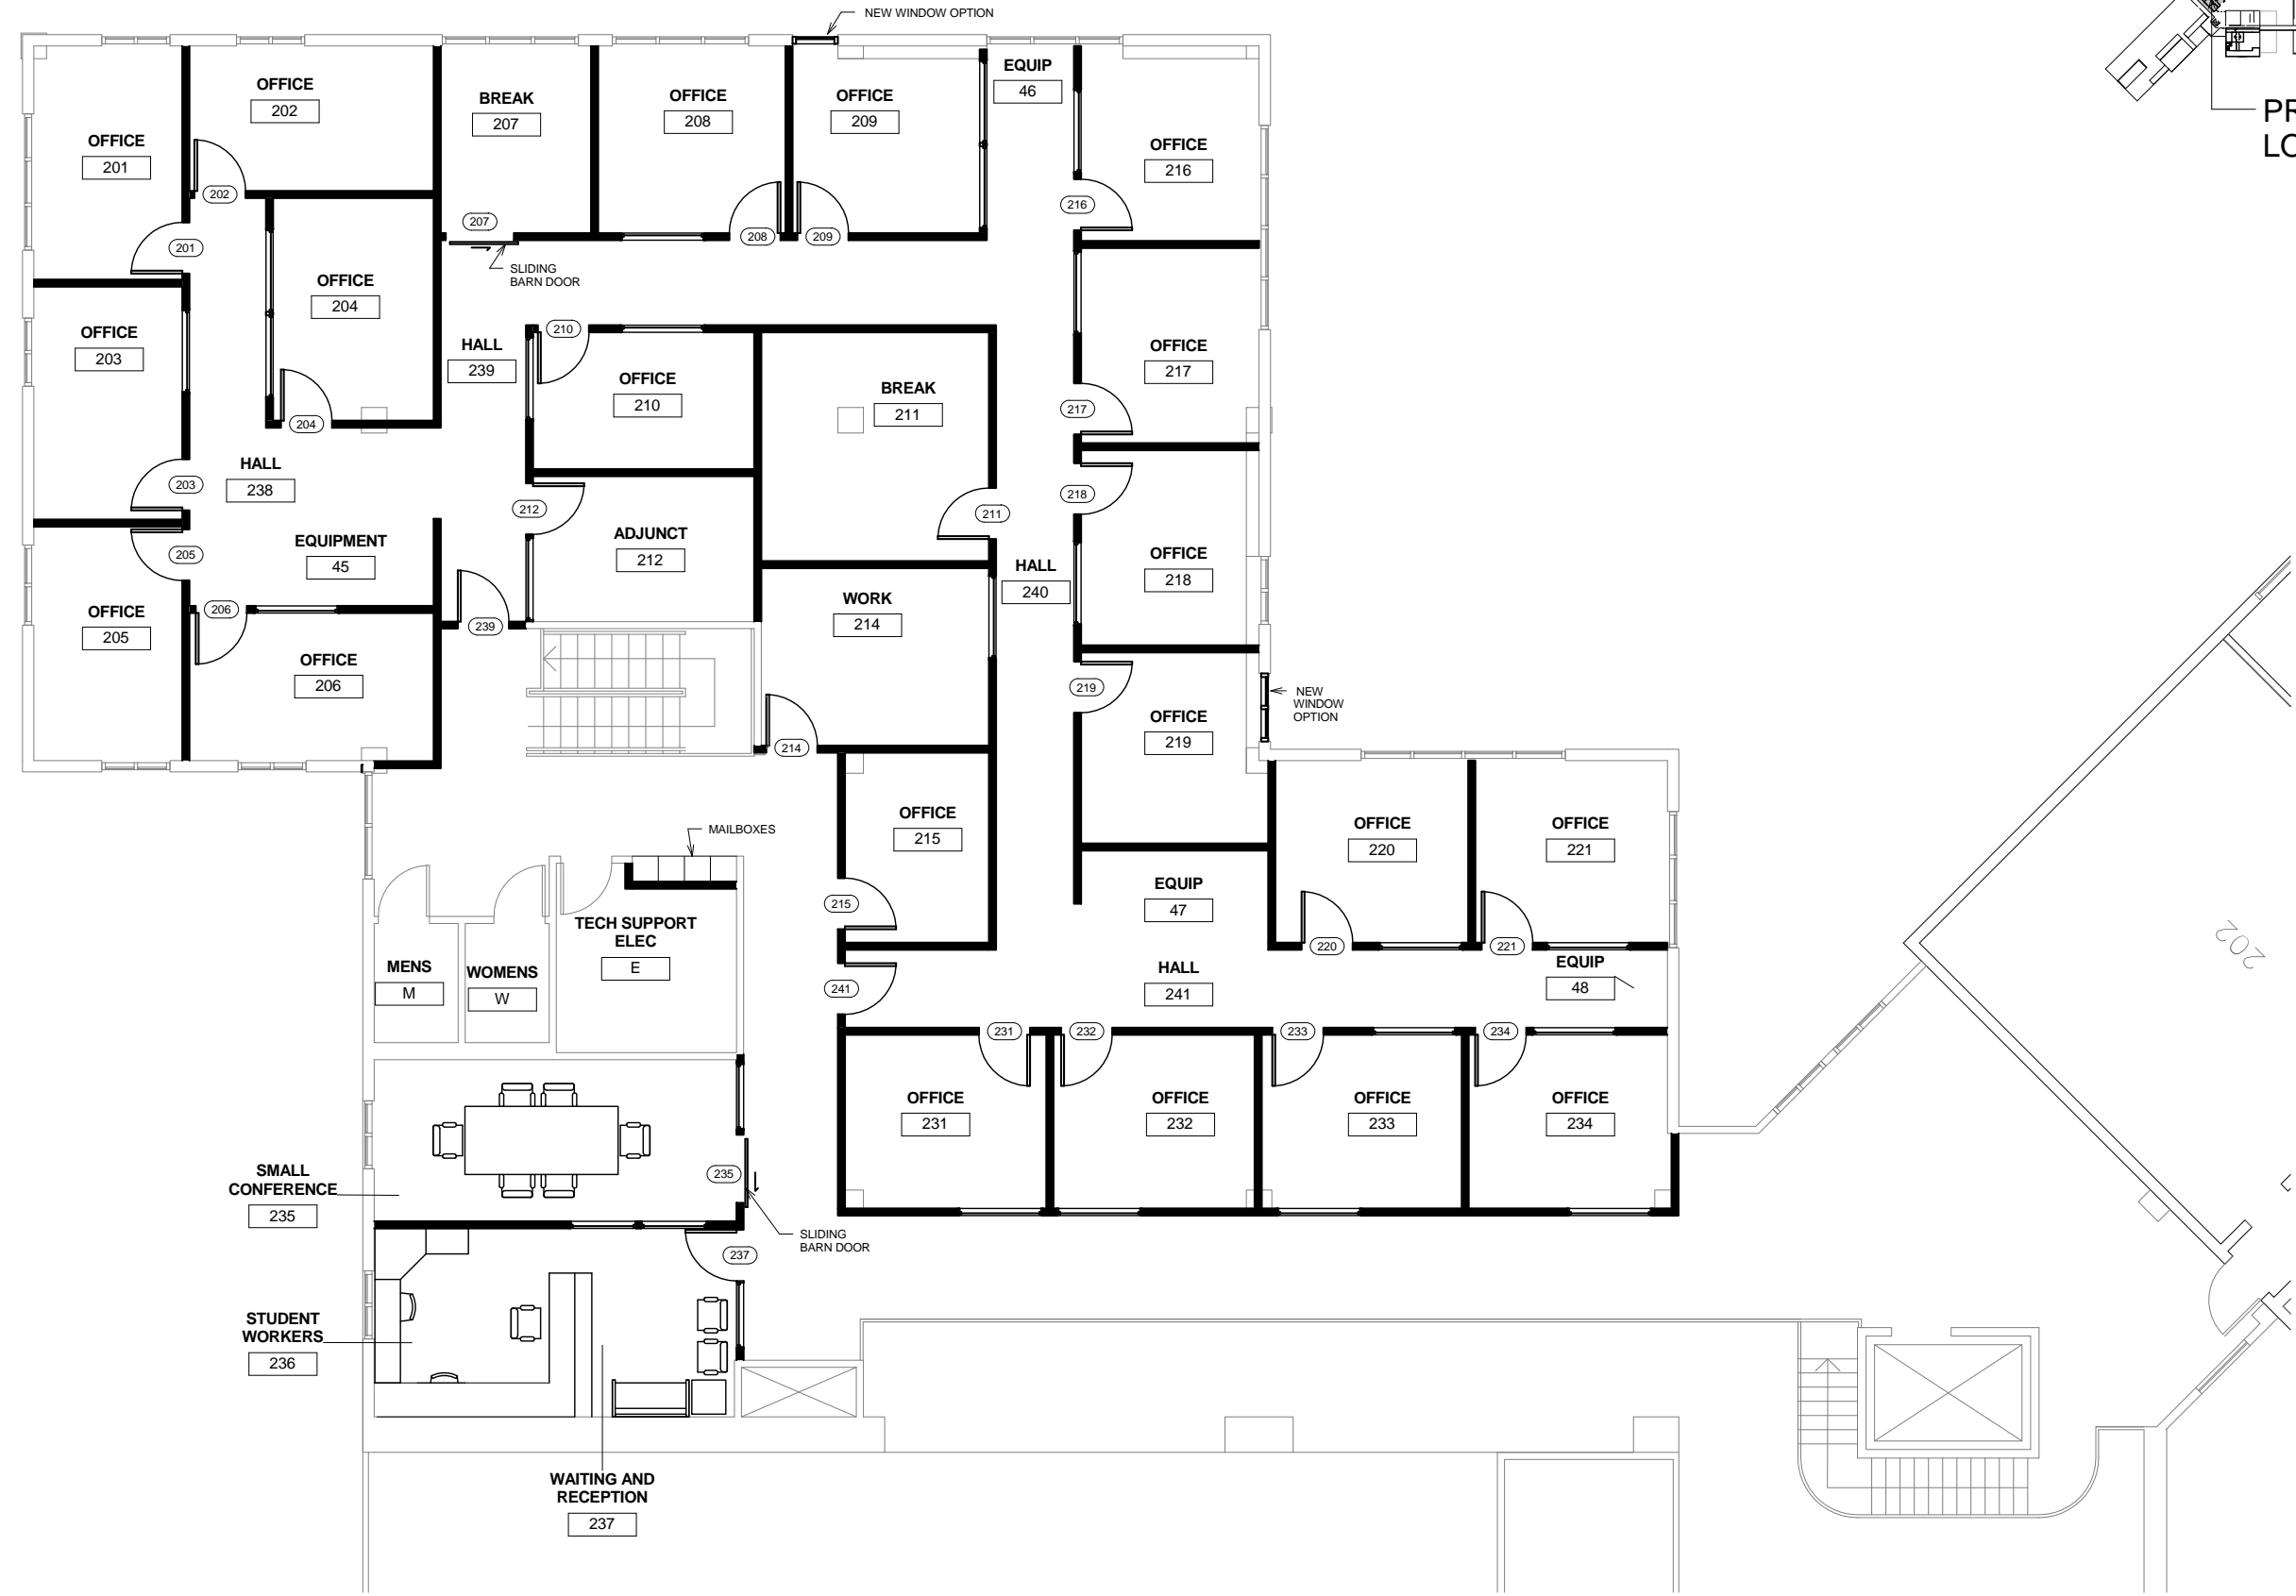 NEW WINDOW OPTION
PR
LO
OFFICE
202
BREAK
207
OFFICE
208
OFFICE
209
EQUIP
46
OFFICE
201
OFFICE
216
202
201
207
208
209
216
SLIDING
BARN DOOR
OFFICE
204
OFFICE
203
HALL
239
210
OFFICE
210
BREAK
211
OFFICE
217
217
204
HALL
238
203
212
211
218
EQUIPMENT
45
ADJUNCT
212
HALL
240
OFFICE
218
205
OFFICE
205
206
239
WORK
214
OFFICE
206
219
NEW
WINDOW
OPTION
OFFICE
219
214
MAILBOXES
OFFICE
215
OFFICE
220
OFFICE
221
EQUIP
47
215
TECH SUPPORT
ELEC
E
220
221
202
MENS
M
WOMENS
W
241
HALL
241
EQUIP
48
231
232
233
234
OFFICE
231
OFFICE
232
OFFICE
233
OFFICE
234
SMALL
CONFERENCE
235
235
SLIDING
BARN DOOR
237
STUDENT
WORKERS
236
WAITING AND
RECEPTION
237